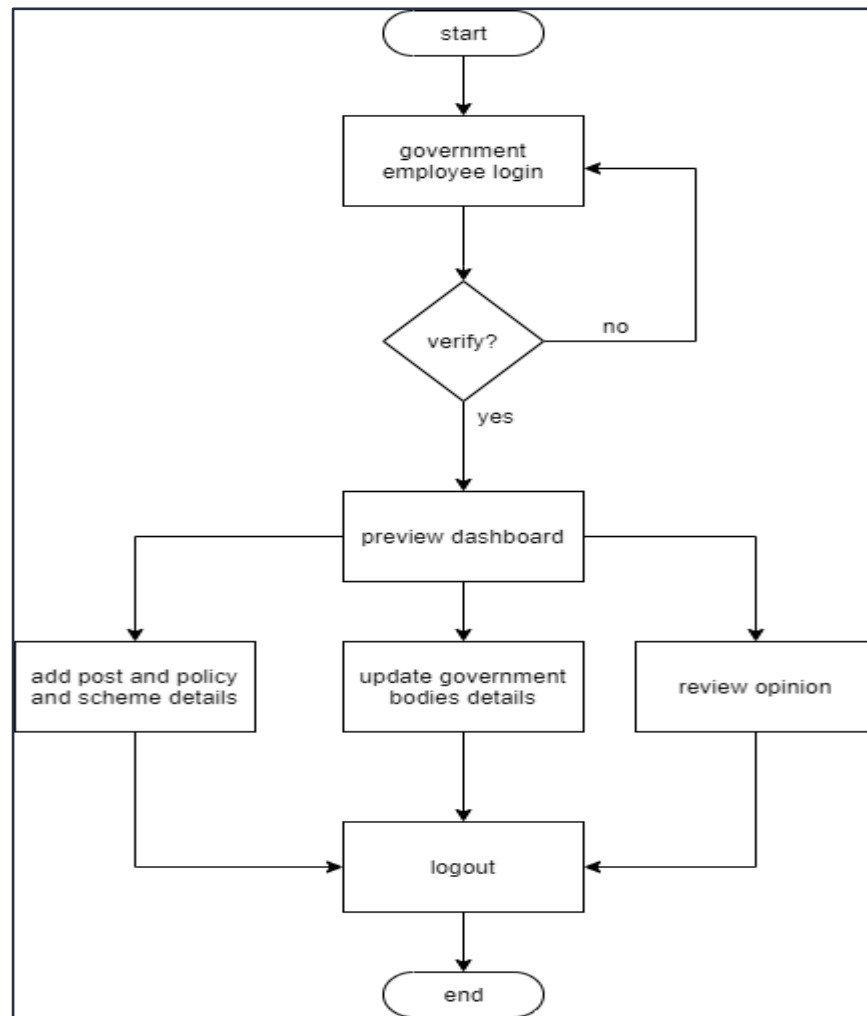 start
government
employee login
verify?
no
yes
preview dashboard
add post and policy
and scheme details
update government
bodies details
review opinion
logout
end